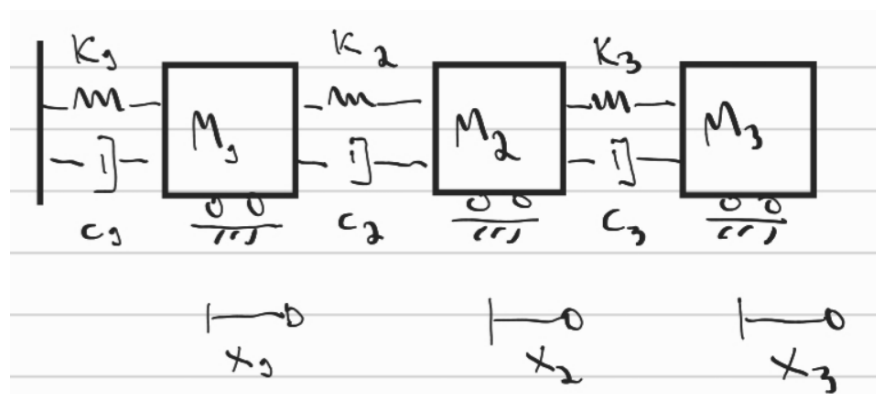 K₁ K₂ K₃
M₁ M₂ M₃
C₁ C₂ C₃
X₁ X₂ X₃